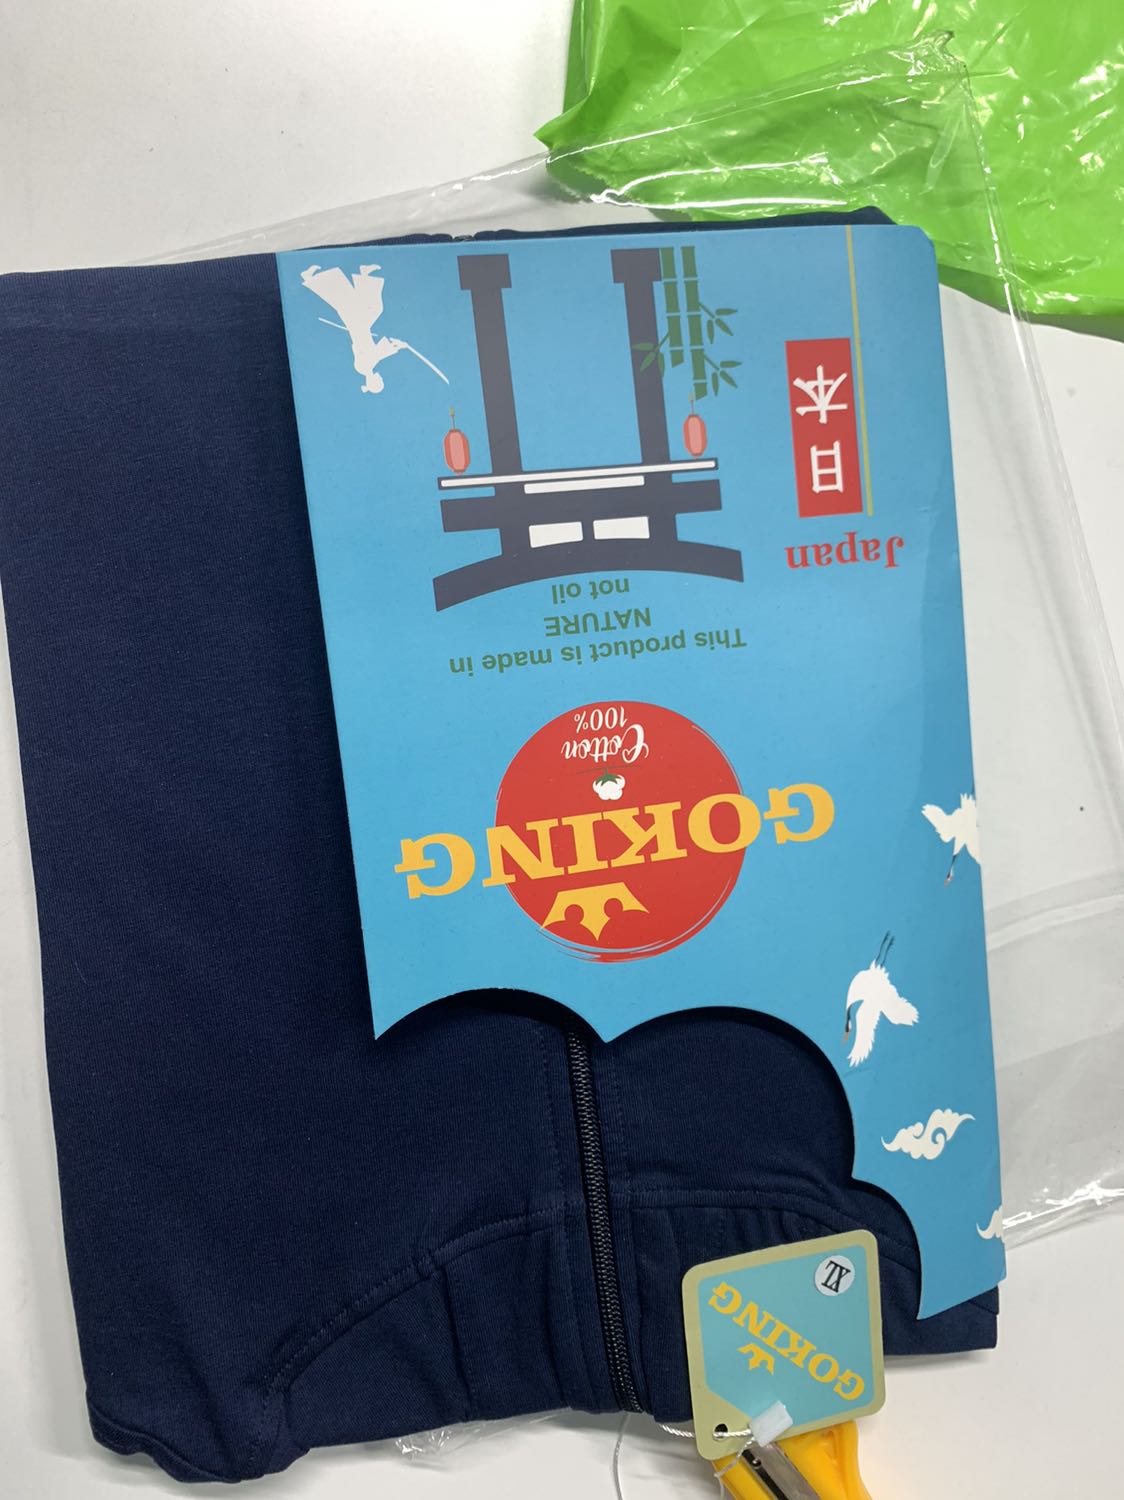 GOKING
Cotton
100%
This product is made in
NATURE
not oil
Japan
日本
GOKING
XL